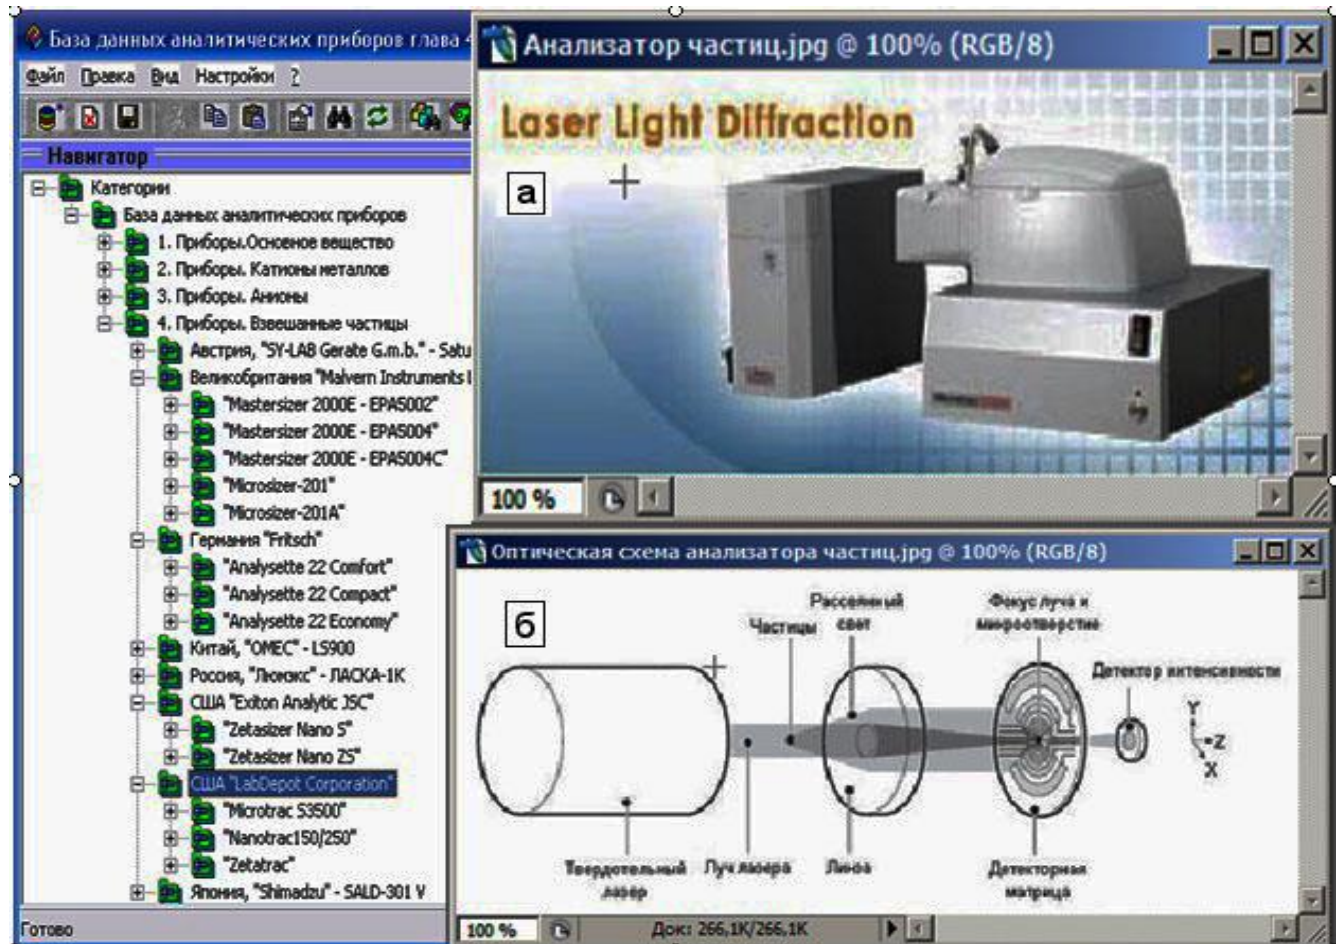 База данных аналитических приборов глава 4
Файл Правка Вид Настройки ?
Навигатор
Категории
База данных аналитических приборов
1. Приборы.Основное вещество
2. Приборы. Катионы металлов
3. Приборы. Анионы
4. Приборы. Взвешанные частицы
Австрия, "SY-LAB Gerate G.m.b." - Satu
Великобритания "Malvern Instruments L
"Mastersizer 2000E - EPA5002"
"Mastersizer 2000E - EPA5004"
"Mastersizer 2000E - EPA5004C"
"Microsizer-201"
"Microsizer-201A"
Германия "Fritsch"
"Analysette 22 Comfort"
"Analysette 22 Compact"
"Analysette 22 Economy"
Китай, "OMEC" - LS900
Россия, "Люмэкс" - ЛАСКА-1К
США "Exiton Analytic JSC"
"Zetasizer Nano S"
"Zetasizer Nano ZS"
США "LabDepot Corporation"
"Microtrac S3500"
"Nanotrac150/250"
"Zetatrac"
Япония, "Shimadzu" - SALD-301 V
Готово
Анализатор частиц.jpg @ 100% (RGB/8)
Laser Light Diffraction
а
100 %
Оптическая схема анализатора частиц.jpg @ 100% (RGB/8)
б
Частицы
Рассеянный
свет
Фокус луча и
микроотверстие
Детектор интенсивности
Y
Z
X
Твердотельный
лазер
Луч лазера
Линза
Детекторная
матрица
100 %
Док: 266,1K/266,1K